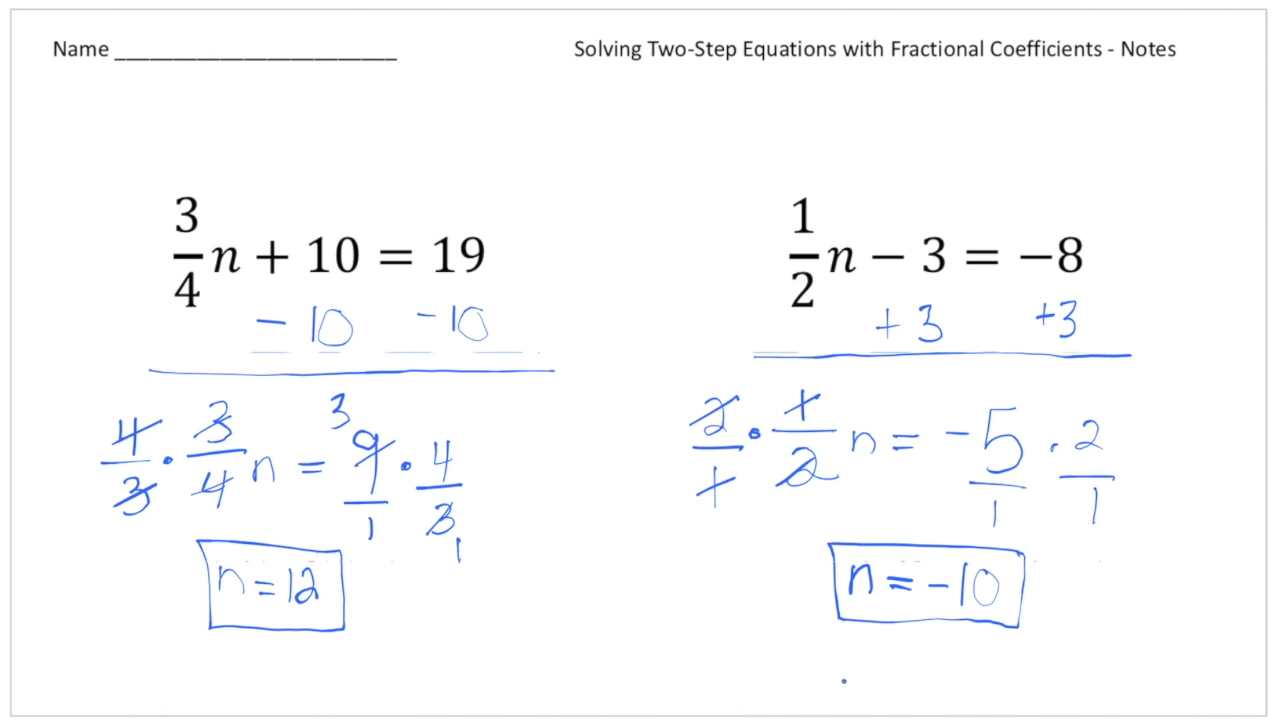 Name ________________________ Solving Two-Step Equations with Fractional Coefficients - Notes
3/4 n + 10 = 19
- 10 - 10
4/3 · 3/4 n = 3 9/1 · 4/3 1
n = 12
1/2 n − 3 = −8
+ 3 +3
2/1 · 1/2 n = -5/1 · 2/1
n = -10